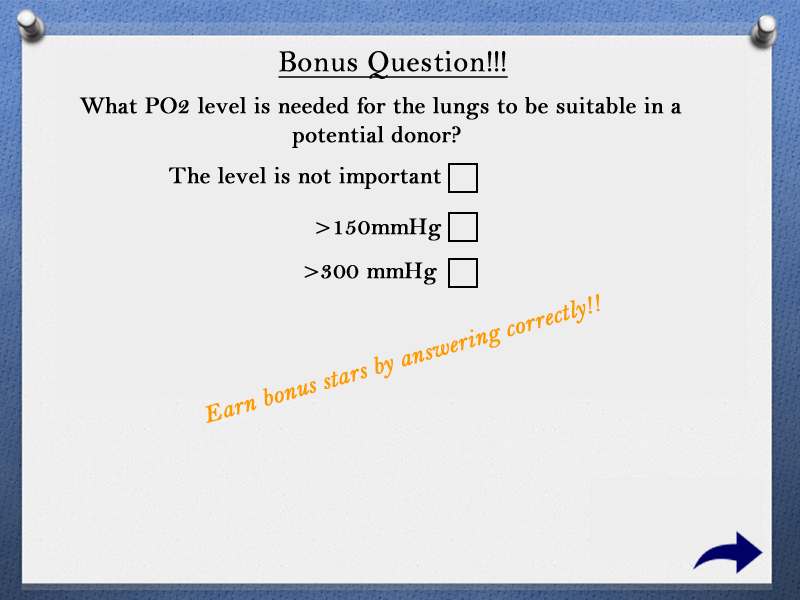 Bonus Question!!!
What PO2 level is needed for the lungs to be suitable in a
potential donor?
The level is not important
>150mmHg
>300 mmHg
Earn bonus stars by answering correctly!!